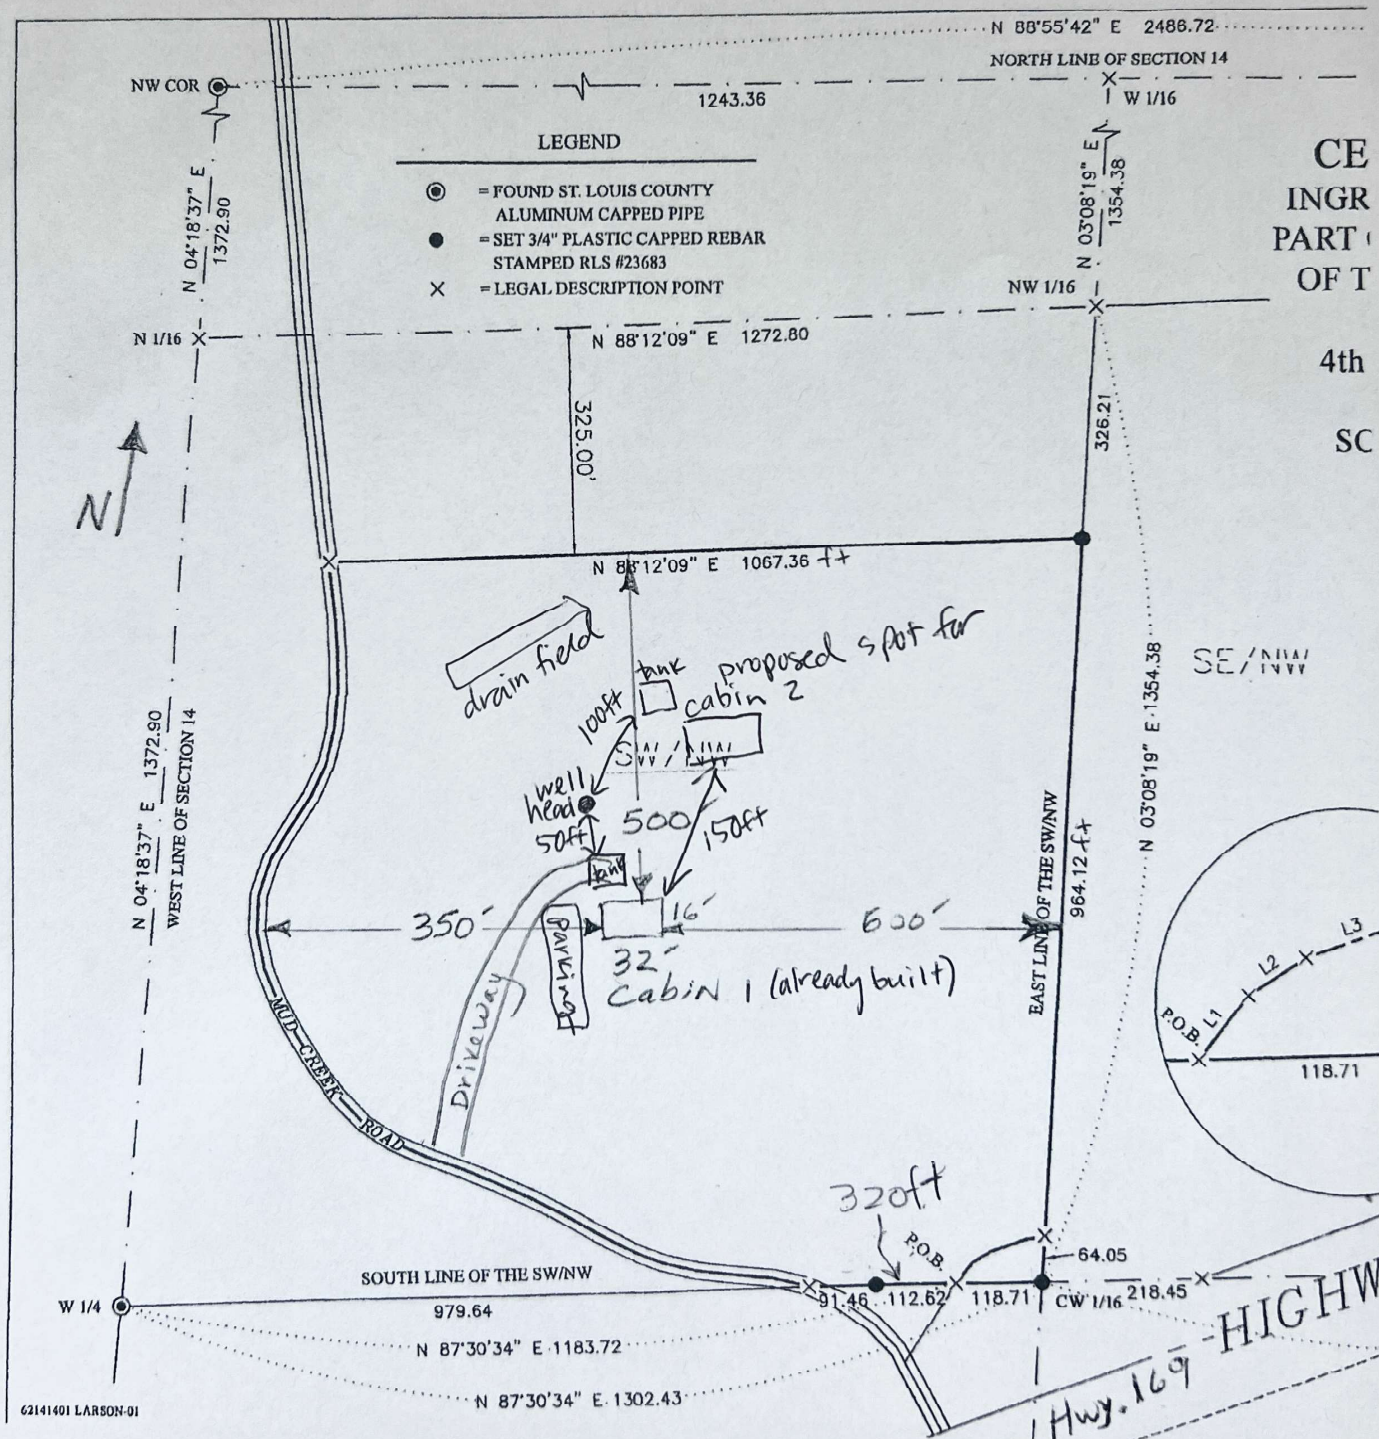 N 88°55'42" E 2486.72
NORTH LINE OF SECTION 14
NW COR
1243.36
W 1/16
LEGEND
= FOUND ST. LOUIS COUNTY
ALUMINUM CAPPED PIPE
= SET 3/4" PLASTIC CAPPED REBAR
STAMPED RLS #23683
= LEGAL DESCRIPTION POINT
N 04°18'37" E
1372.90
N 03°08'19" E
1354.38
CE
INGR
PART
OF T
4th
SC
NW 1/16
N 1/16
N 88°12'09" E 1272.80
325.00'
326.21
N
N 88°12'09" E 1067.36 ft
drain field
tank
proposed spot for
cabin 2
100ft
SW/NW
SE/NW
well
head
50ft
500'
150ft
tank
350'
16'
600'
Parking
32'
Cabin 1 (already built)
Driveway
N 04°18'37" E 1372.90
WEST LINE OF SECTION 14
EAST LINE OF THE SW/NW
964.12 ft
N 03°08'19" E 1354.38
L3
L2
L1
P.O.B.
118.71
MUD CREEK ROAD
320ft
P.O.B.
64.05
SOUTH LINE OF THE SW/NW
W 1/4
979.64
91.46
112.62
118.71
CW 1/16
218.45
N 87°30'34" E 1183.72
N 87°30'34" E 1302.43
HIGHW
Hwy. 169
62141401 LARSON-01